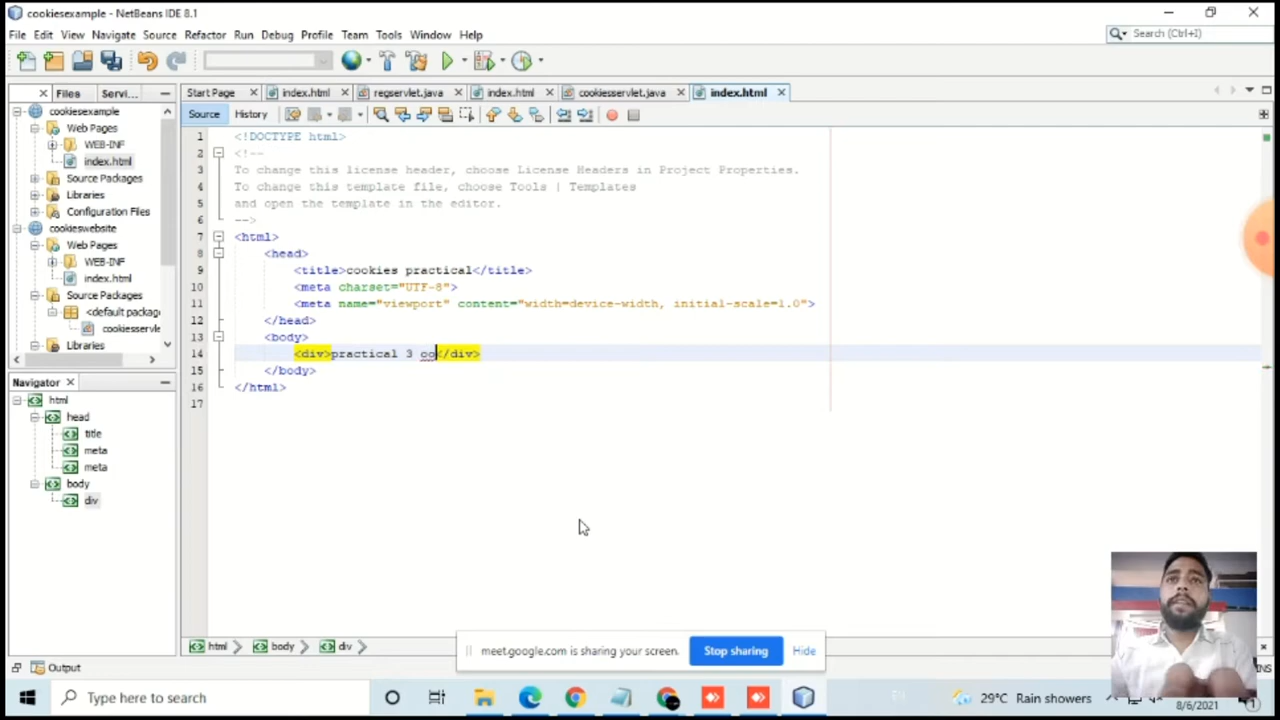 cookiesexample - NetBeans IDE 8.1
File Edit View Navigate Source Refactor Run Debug Profile Team Tools Window Help
Search (Ctrl+I)
Files Servi...
Start Page index.html regservlet.java index.html cookiesservlet.java index.html
Source History
cookiesexample
Web Pages
WEB-INF
index.html
Source Packages
Libraries
Configuration Files
cookieswebsite
Web Pages
WEB-INF
index.html
Source Packages
<default packag
cookiesservle
Libraries
1 <!DOCTYPE html>
2 <!--
3 To change this license header, choose License Headers in Project Properties.
4 To change this template file, choose Tools | Templates
5 and open the template in the editor.
6 -->
7 <html>
8 <head>
9 <title>cookies practical</title>
10 <meta charset="UTF-8">
11 <meta name="viewport" content="width=device-width, initial-scale=1.0">
12 </head>
13 <body>
14 <div>practical 3 co</div>
15 </body>
16 </html>
17
Navigator
html
head
title
meta
meta
body
div
html body div
meet.google.com is sharing your screen. Stop sharing Hide
Output
Type here to search
29°C Rain showers
8/6/2021